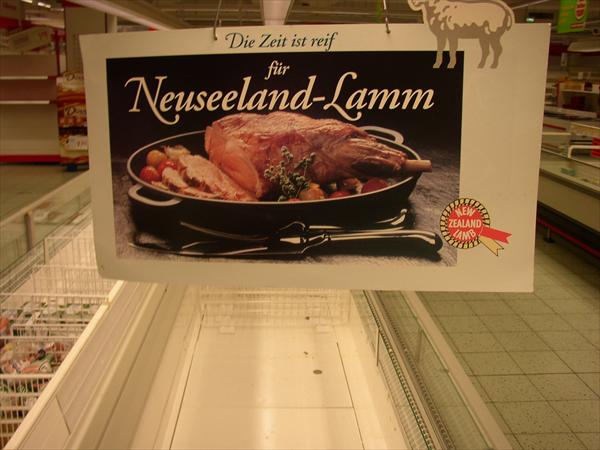 Die Zeit ist reif
für
Neuseeland-Lamm
NEW
ZEALAND
LAMB